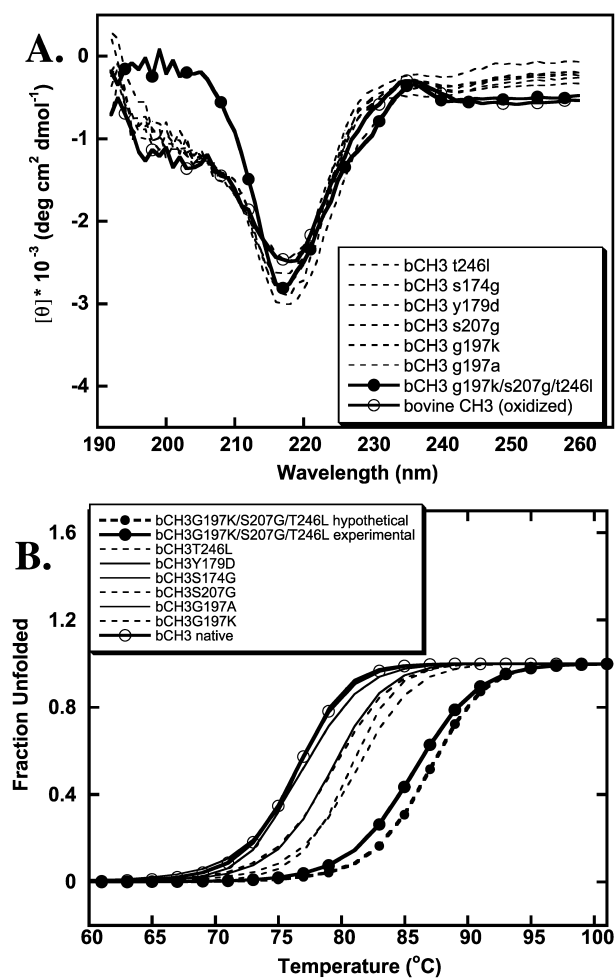 A.
0
-1
-2
-3
-4
[θ]* 10⁻³ (deg cm² dmol⁻¹)
bCH3 t246l
bCH3 s174g
bCH3 y179d
bCH3 s207g
bCH3 g197k
bCH3 g197a
bCH3 g197k/s207g/t246l
bovine CH3 (oxidized)
190 200 210 220 230 240 250 260
Wavelength (nm)
B.
bCH3G197K/S207G/T246L hypothetical
bCH3G197K/S207G/T246L experimental
bCH3T246L
bCH3Y179D
bCH3S174G
bCH3S207G
bCH3G197A
bCH3G197K
bCH3 native
1.6
1.2
0.8
0.4
0
Fraction Unfolded
60 65 70 75 80 85 90 95 100
Temperature (°C)